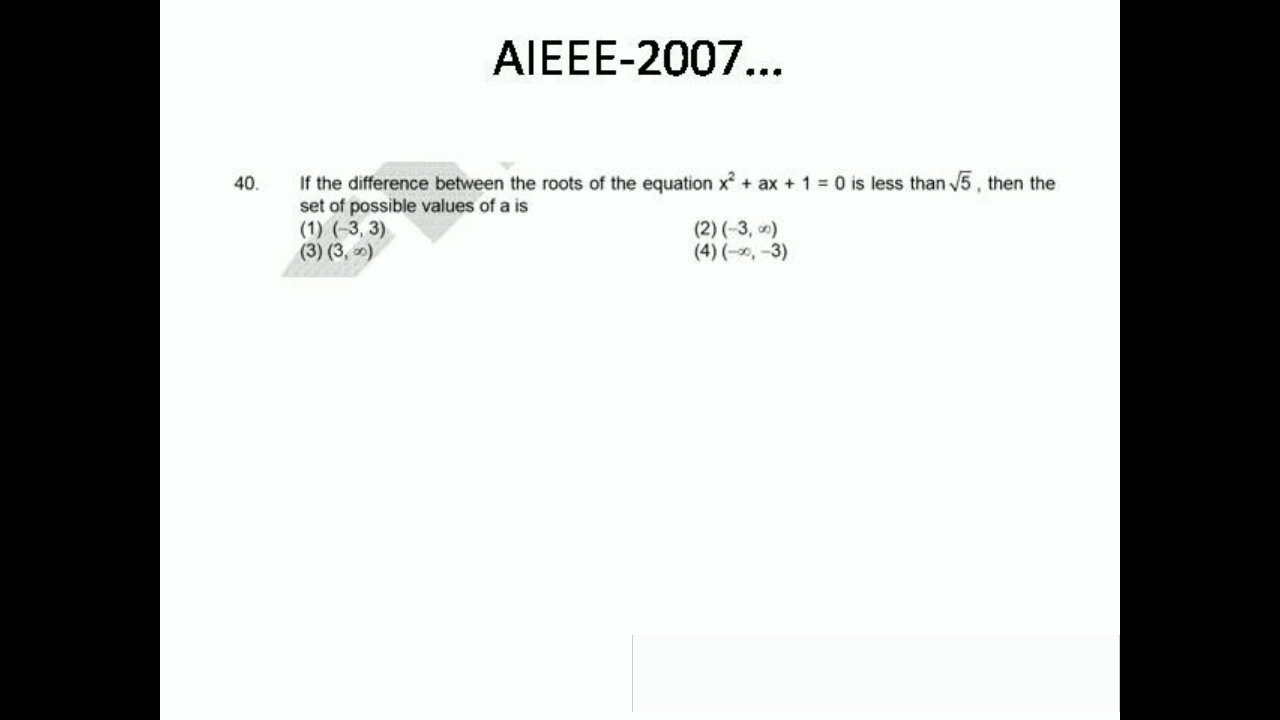 AIEEE-2007...
40. If the difference between the roots of the equation x² + ax + 1 = 0 is less than √5 , then the
set of possible values of a is
(1) (–3, 3) (2) (–3, ∞)
(3) (3, ∞) (4) (–∞, –3)